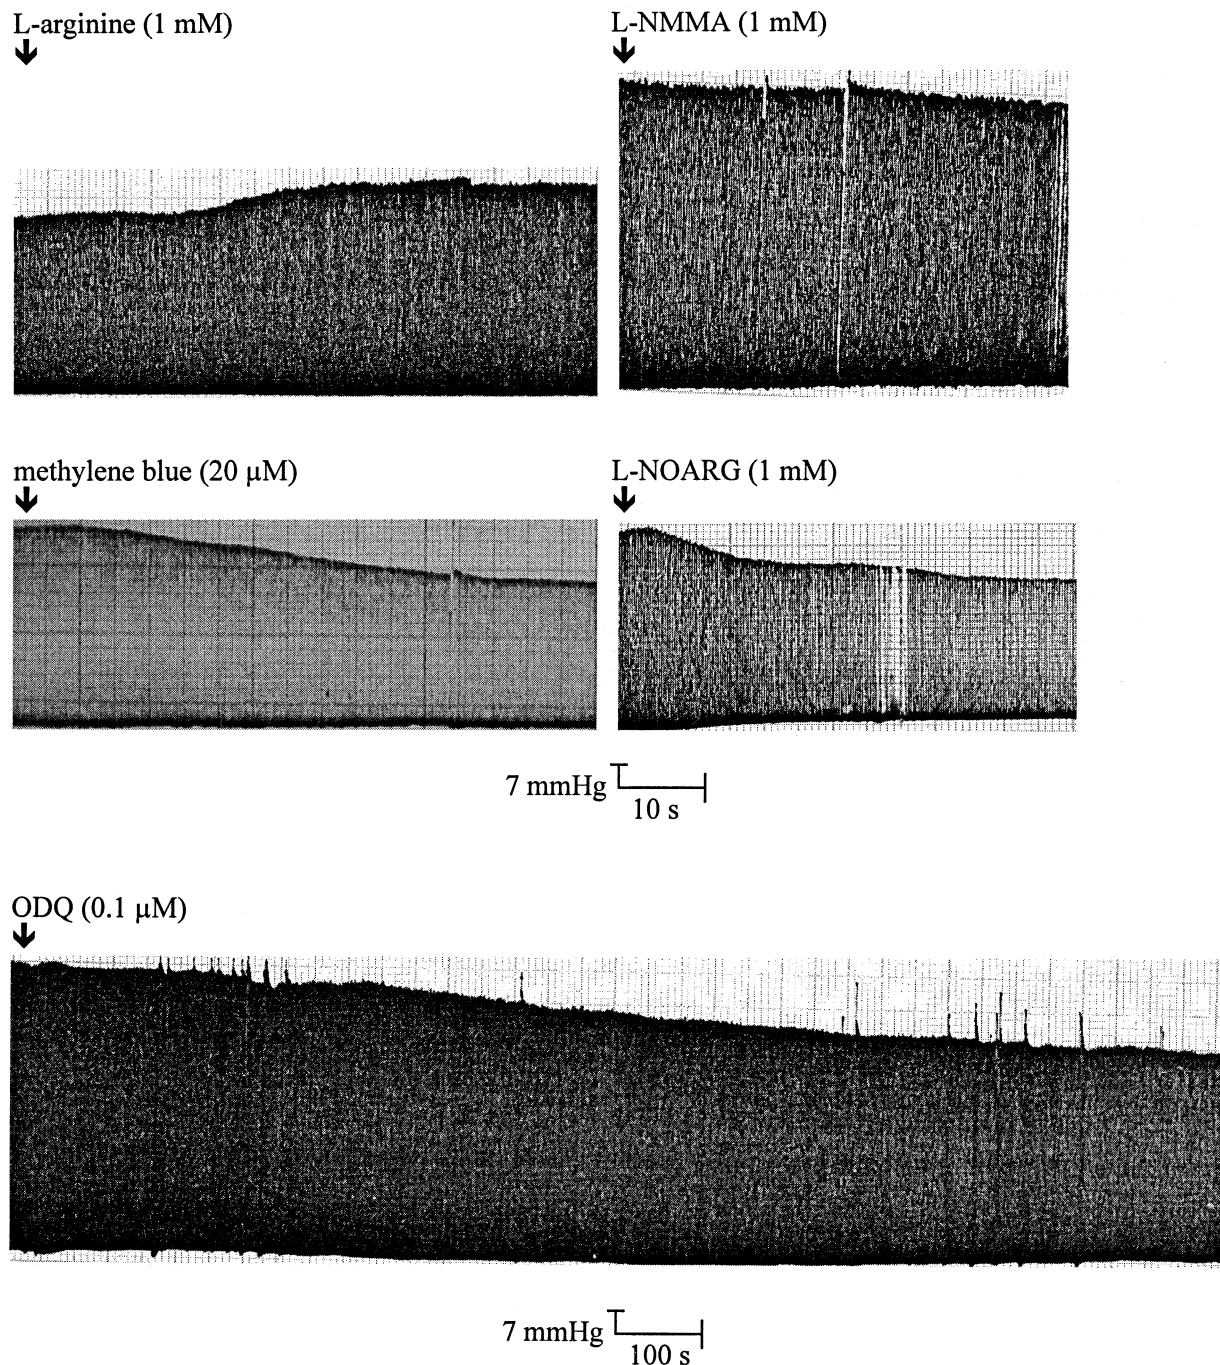 L-arginine (1 mM)
L-NMMA (1 mM)
methylene blue (20 µM)
L-NOARG (1 mM)
7 mmHg
10 s
ODQ (0.1 µM)
7 mmHg
100 s